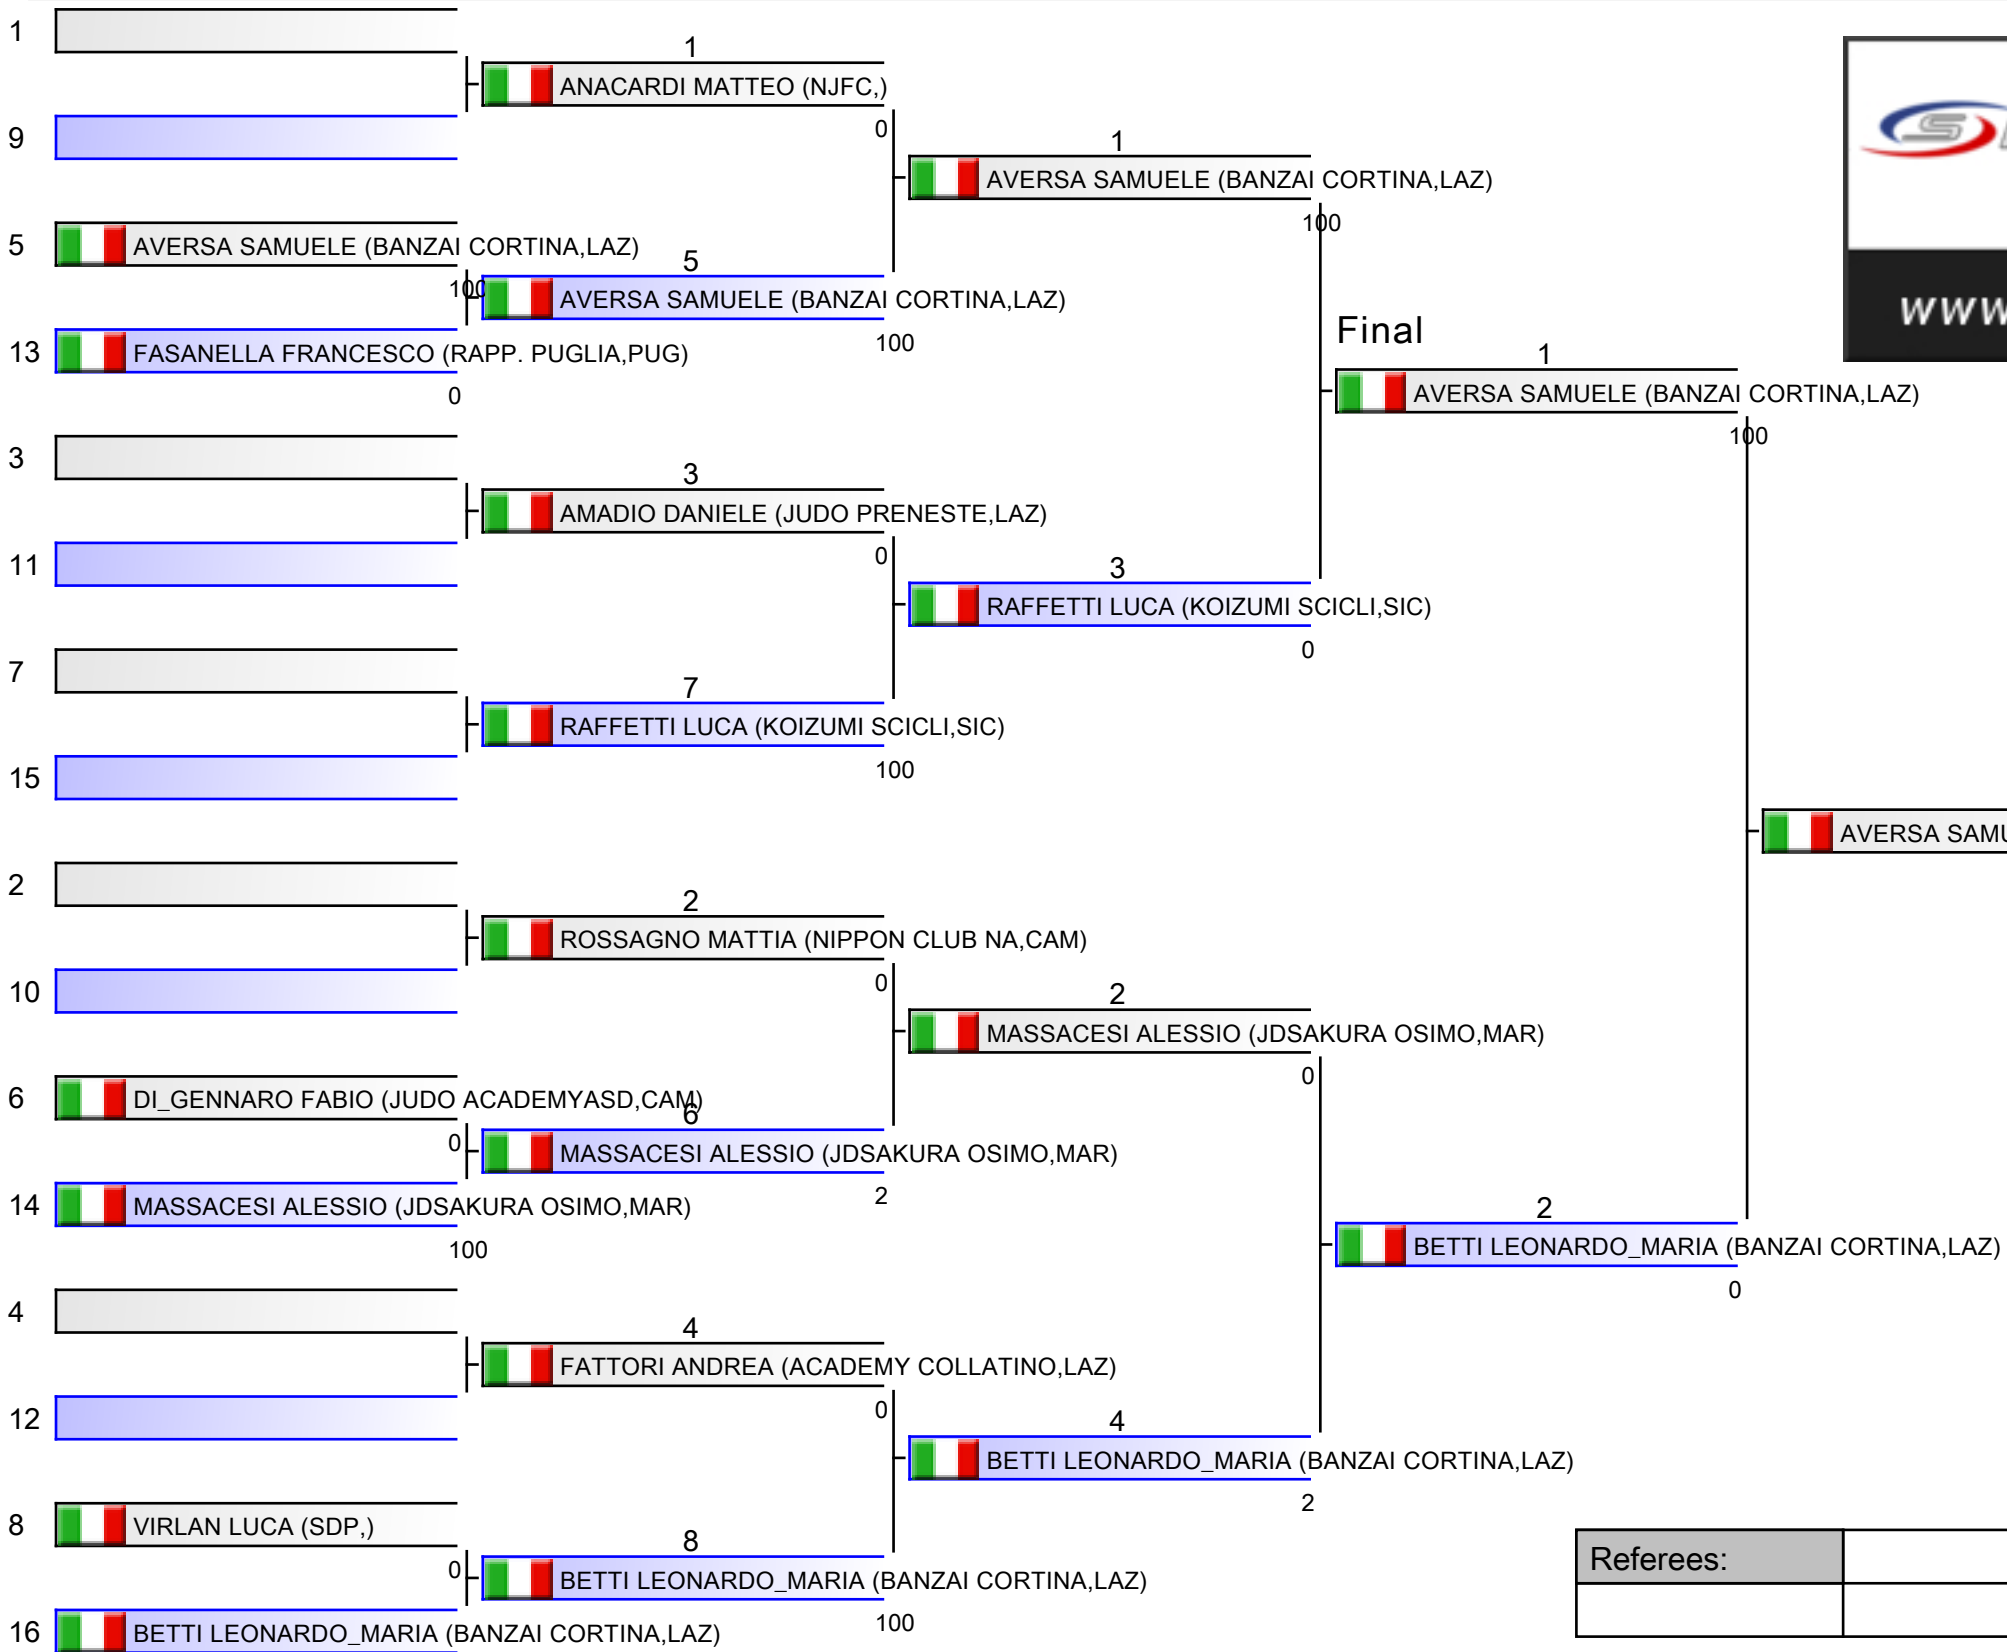 1
1
ANACARDI MATTEO (NJFC,)
0
9
1
AVERSA SAMUELE (BANZAI CORTINA,LAZ)
100
5
AVERSA SAMUELE (BANZAI CORTINA,LAZ)
100
5
AVERSA SAMUELE (BANZAI CORTINA,LAZ)
100
13
FASANELLA FRANCESCO (RAPP. PUGLIA,PUG)
0
Final
1
AVERSA SAMUELE (BANZAI CORTINA,LAZ)
100
www
3
3
AMADIO DANIELE (JUDO PRENESTE,LAZ)
0
11
3
RAFFETTI LUCA (KOIZUMI SCICLI,SIC)
0
7
7
RAFFETTI LUCA (KOIZUMI SCICLI,SIC)
100
15
AVERSA SAMU
2
2
ROSSAGNO MATTIA (NIPPON CLUB NA,CAM)
0
10
2
MASSACESI ALESSIO (JDSAKURA OSIMO,MAR)
0
6
DI_GENNARO FABIO (JUDO ACADEMYASD,CAM)
0
6
MASSACESI ALESSIO (JDSAKURA OSIMO,MAR)
2
14
MASSACESI ALESSIO (JDSAKURA OSIMO,MAR)
100
2
BETTI LEONARDO_MARIA (BANZAI CORTINA,LAZ)
0
4
4
FATTORI ANDREA (ACADEMY COLLATINO,LAZ)
0
12
4
BETTI LEONARDO_MARIA (BANZAI CORTINA,LAZ)
2
8
VIRLAN LUCA (SDP,)
0
8
BETTI LEONARDO_MARIA (BANZAI CORTINA,LAZ)
100
16
BETTI LEONARDO_MARIA (BANZAI CORTINA,LAZ)
Referees: